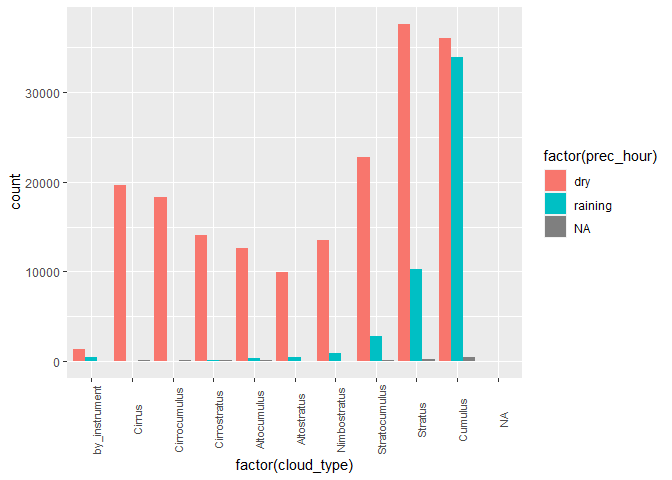 30000
20000
10000
0
count
by_instrument
Cirrus
Cirrocumulus
Cirrostratus
Altocumulus
Altostratus
Nimbostratus
Stratocumulus
Stratus
Cumulus
NA
factor(cloud_type)
factor(prec_hour)
dry
raining
NA